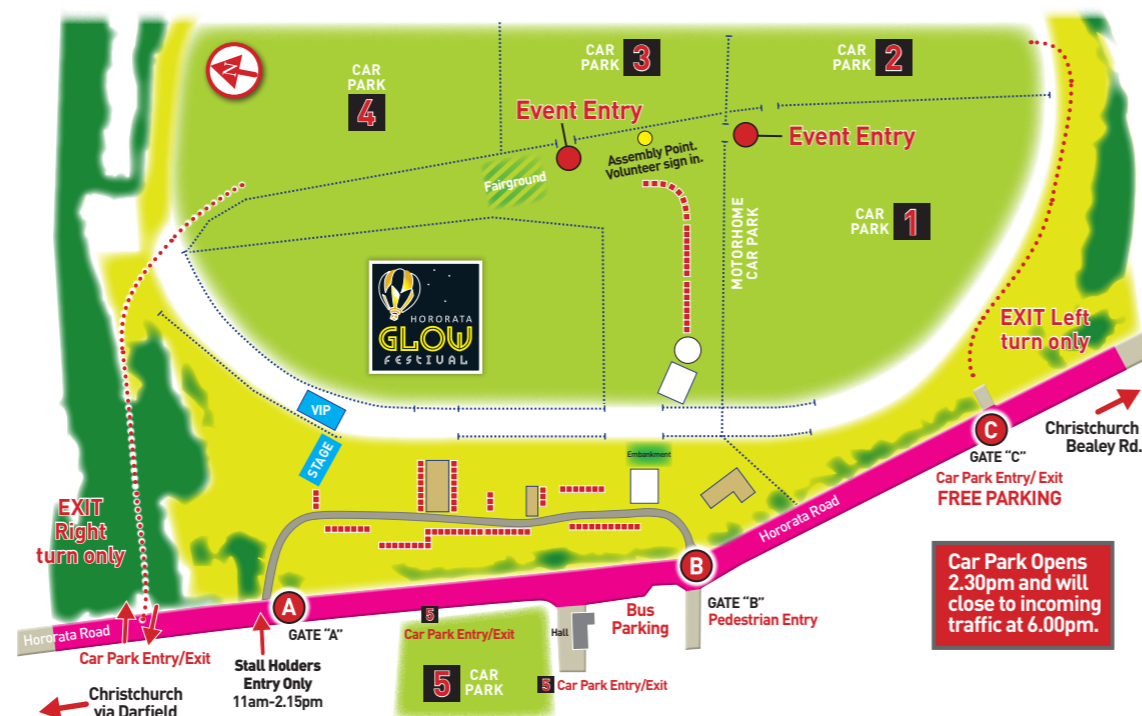 N
CAR
PARK
4
CAR
PARK
3
CAR
PARK
2
Event Entry
Event Entry
Assembly Point.
Volunteer sign in.
Fairground
CAR
PARK
1
MOTORHOME
CAR PARK
HORORATA
GLOW
FESTIVAL
EXIT Left
turn only
VIP
STAGE
Embankment
C
GATE "C"
Car Park Entry/ Exit
FREE PARKING
Christchurch
Bealey Rd.
EXIT
Right
turn only
Hororata Road
Car Park Opens
2.30pm and will
close to incoming
traffic at 6.00pm.
B
GATE "B"
Pedestrian Entry
A
GATE "A"
Hororata Road
Car Park Entry/Exit
Stall Holders
Entry Only
11am-2.15pm
5
Car Park Entry/Exit
Hall
Bus
Parking
5
CAR
PARK
5
Car Park Entry/Exit
Christchurch
via Darfield